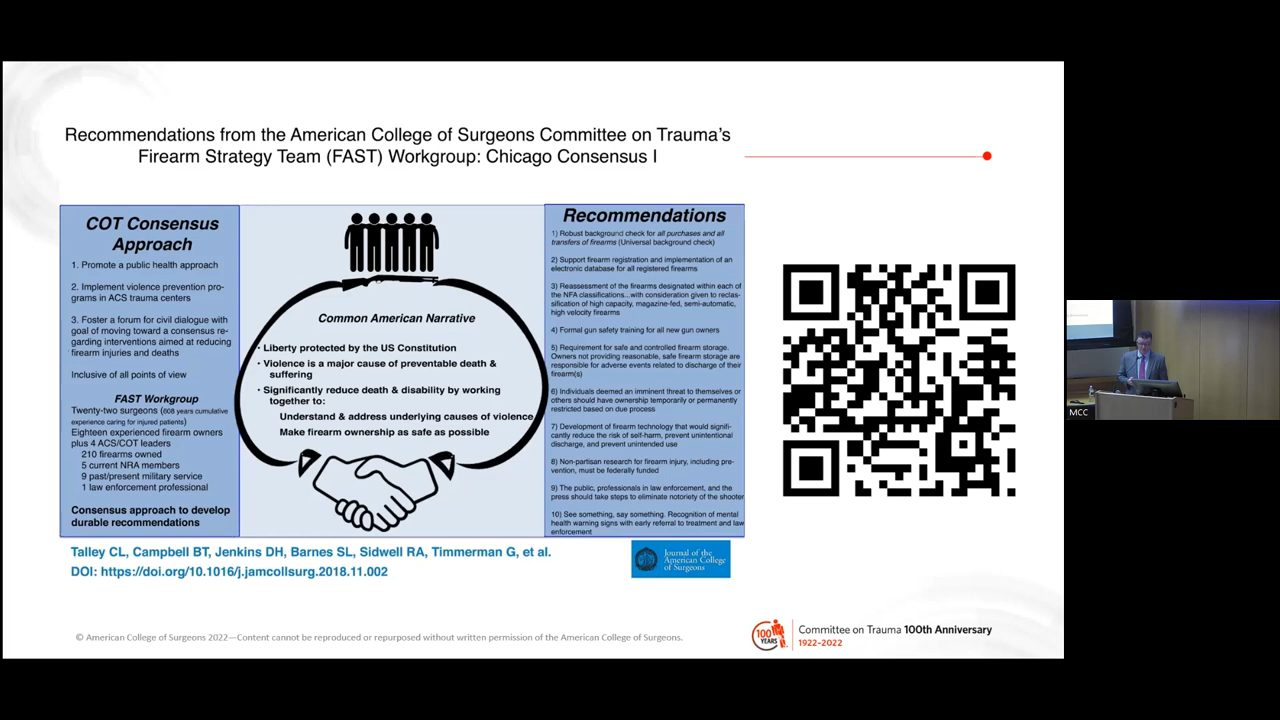 Recommendations from the American College of Surgeons Committee on Trauma's
Firearm Strategy Team (FAST) Workgroup: Chicago Consensus I
COT Consensus
Approach
1. Promote a public health approach
2. Implement violence prevention pro-
grams in ACS trauma centers
3. Foster a forum for civil dialogue with
goal of moving toward a consensus re-
garding interventions aimed at reducing
firearm injuries and deaths
Inclusive of all points of view
FAST Workgroup
Twenty-two surgeons (608 years cumulative
experience caring for injured patients)
Eighteen experienced firearm owners
plus 4 ACS/COT leaders
210 firearms owned
5 current NRA members
9 past/present military service
1 law enforcement professional
Consensus approach to develop
durable recommendations
Common American Narrative
• Liberty protected by the US Constitution
• Violence is a major cause of preventable death &
suffering
• Significantly reduce death & disability by working
together to:
Understand & address underlying causes of violence
Make firearm ownership as safe as possible
Recommendations
1) Robust background check for all purchases and all
transfers of firearms (Universal background check)
2) Support firearm registration and implementation of an
electronic database for all registered firearms
3) Reassessment of the firearms designated within each of
the NFA classifications...with consideration given to reclas-
sification of high capacity, magazine-fed, semi-automatic,
high velocity firearms
4) Formal gun safety training for all new gun owners
5) Requirement for safe and controlled firearm storage.
Owners not providing reasonable, safe firearm storage are
responsible for adverse events related to discharge of their
firearm(s)
6) Individuals deemed an imminent threat to themselves or
others should have ownership temporarily or permanently
restricted based on due process
7) Development of firearm technology that would signifi-
cantly reduce the risk of self-harm, prevent unintentional
discharge, and prevent unintended use
8) Non-partisan research for firearm injury, including pre-
vention, must be federally funded
9) The public, professionals in law enforcement, and the
press should take steps to eliminate notoriety of the shooter
10) See something, say something. Recognition of mental
health warning signs with early referral to treatment and law
enforcement
Talley CL, Campbell BT, Jenkins DH, Barnes SL, Sidwell RA, Timmerman G, et al.
DOI: https://doi.org/10.1016/j.jamcollsurg.2018.11.002
Journal of the
American College
of Surgeons
© American College of Surgeons 2022—Content cannot be reproduced or repurposed without written permission of the American College of Surgeons.
100
YEARS
Committee on Trauma 100th Anniversary
1922-2022
MCC